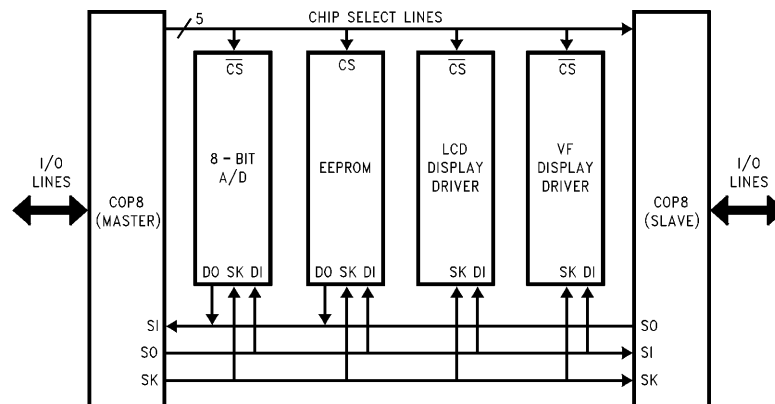 5
CHIP SELECT LINES
CS
CS
CS
CS
8 - BIT
A/D
EEPROM
LCD
DISPLAY
DRIVER
VF
DISPLAY
DRIVER
I/O
LINES
COP8
(MASTER)
COP8
(SLAVE)
I/O
LINES
DO SK DI
DO SK DI
SK DI
SK DI
SI
SO
SO
SI
SK
SK